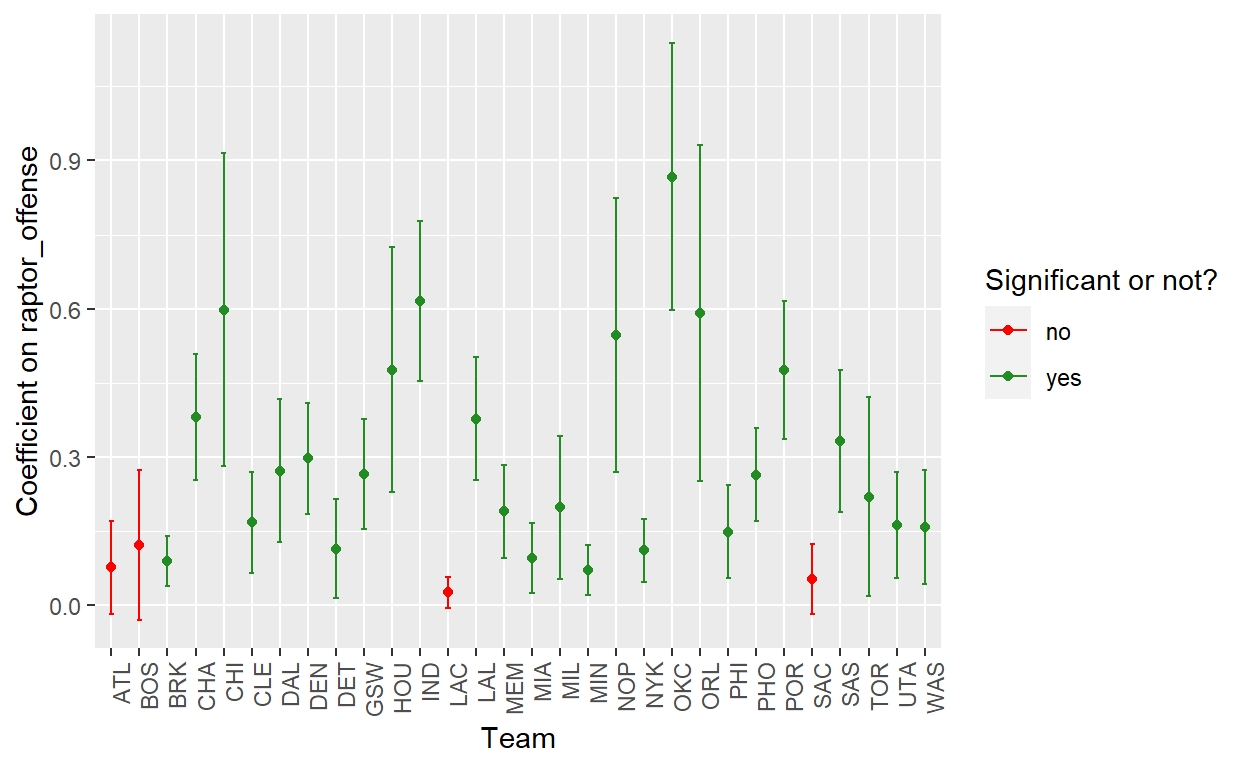 Coefficient on raptor_offense
0.9
0.6
0.3
0.0
ATL
BOS
BRK
CHA
CHI
CLE
DAL
DEN
DET
GSW
HOU
IND
LAC
LAL
MEM
MIA
MIL
MIN
NOP
NYK
OKC
ORL
PHI
PHO
POR
SAC
SAS
TOR
UTA
WAS
Team
Significant or not?
no
yes